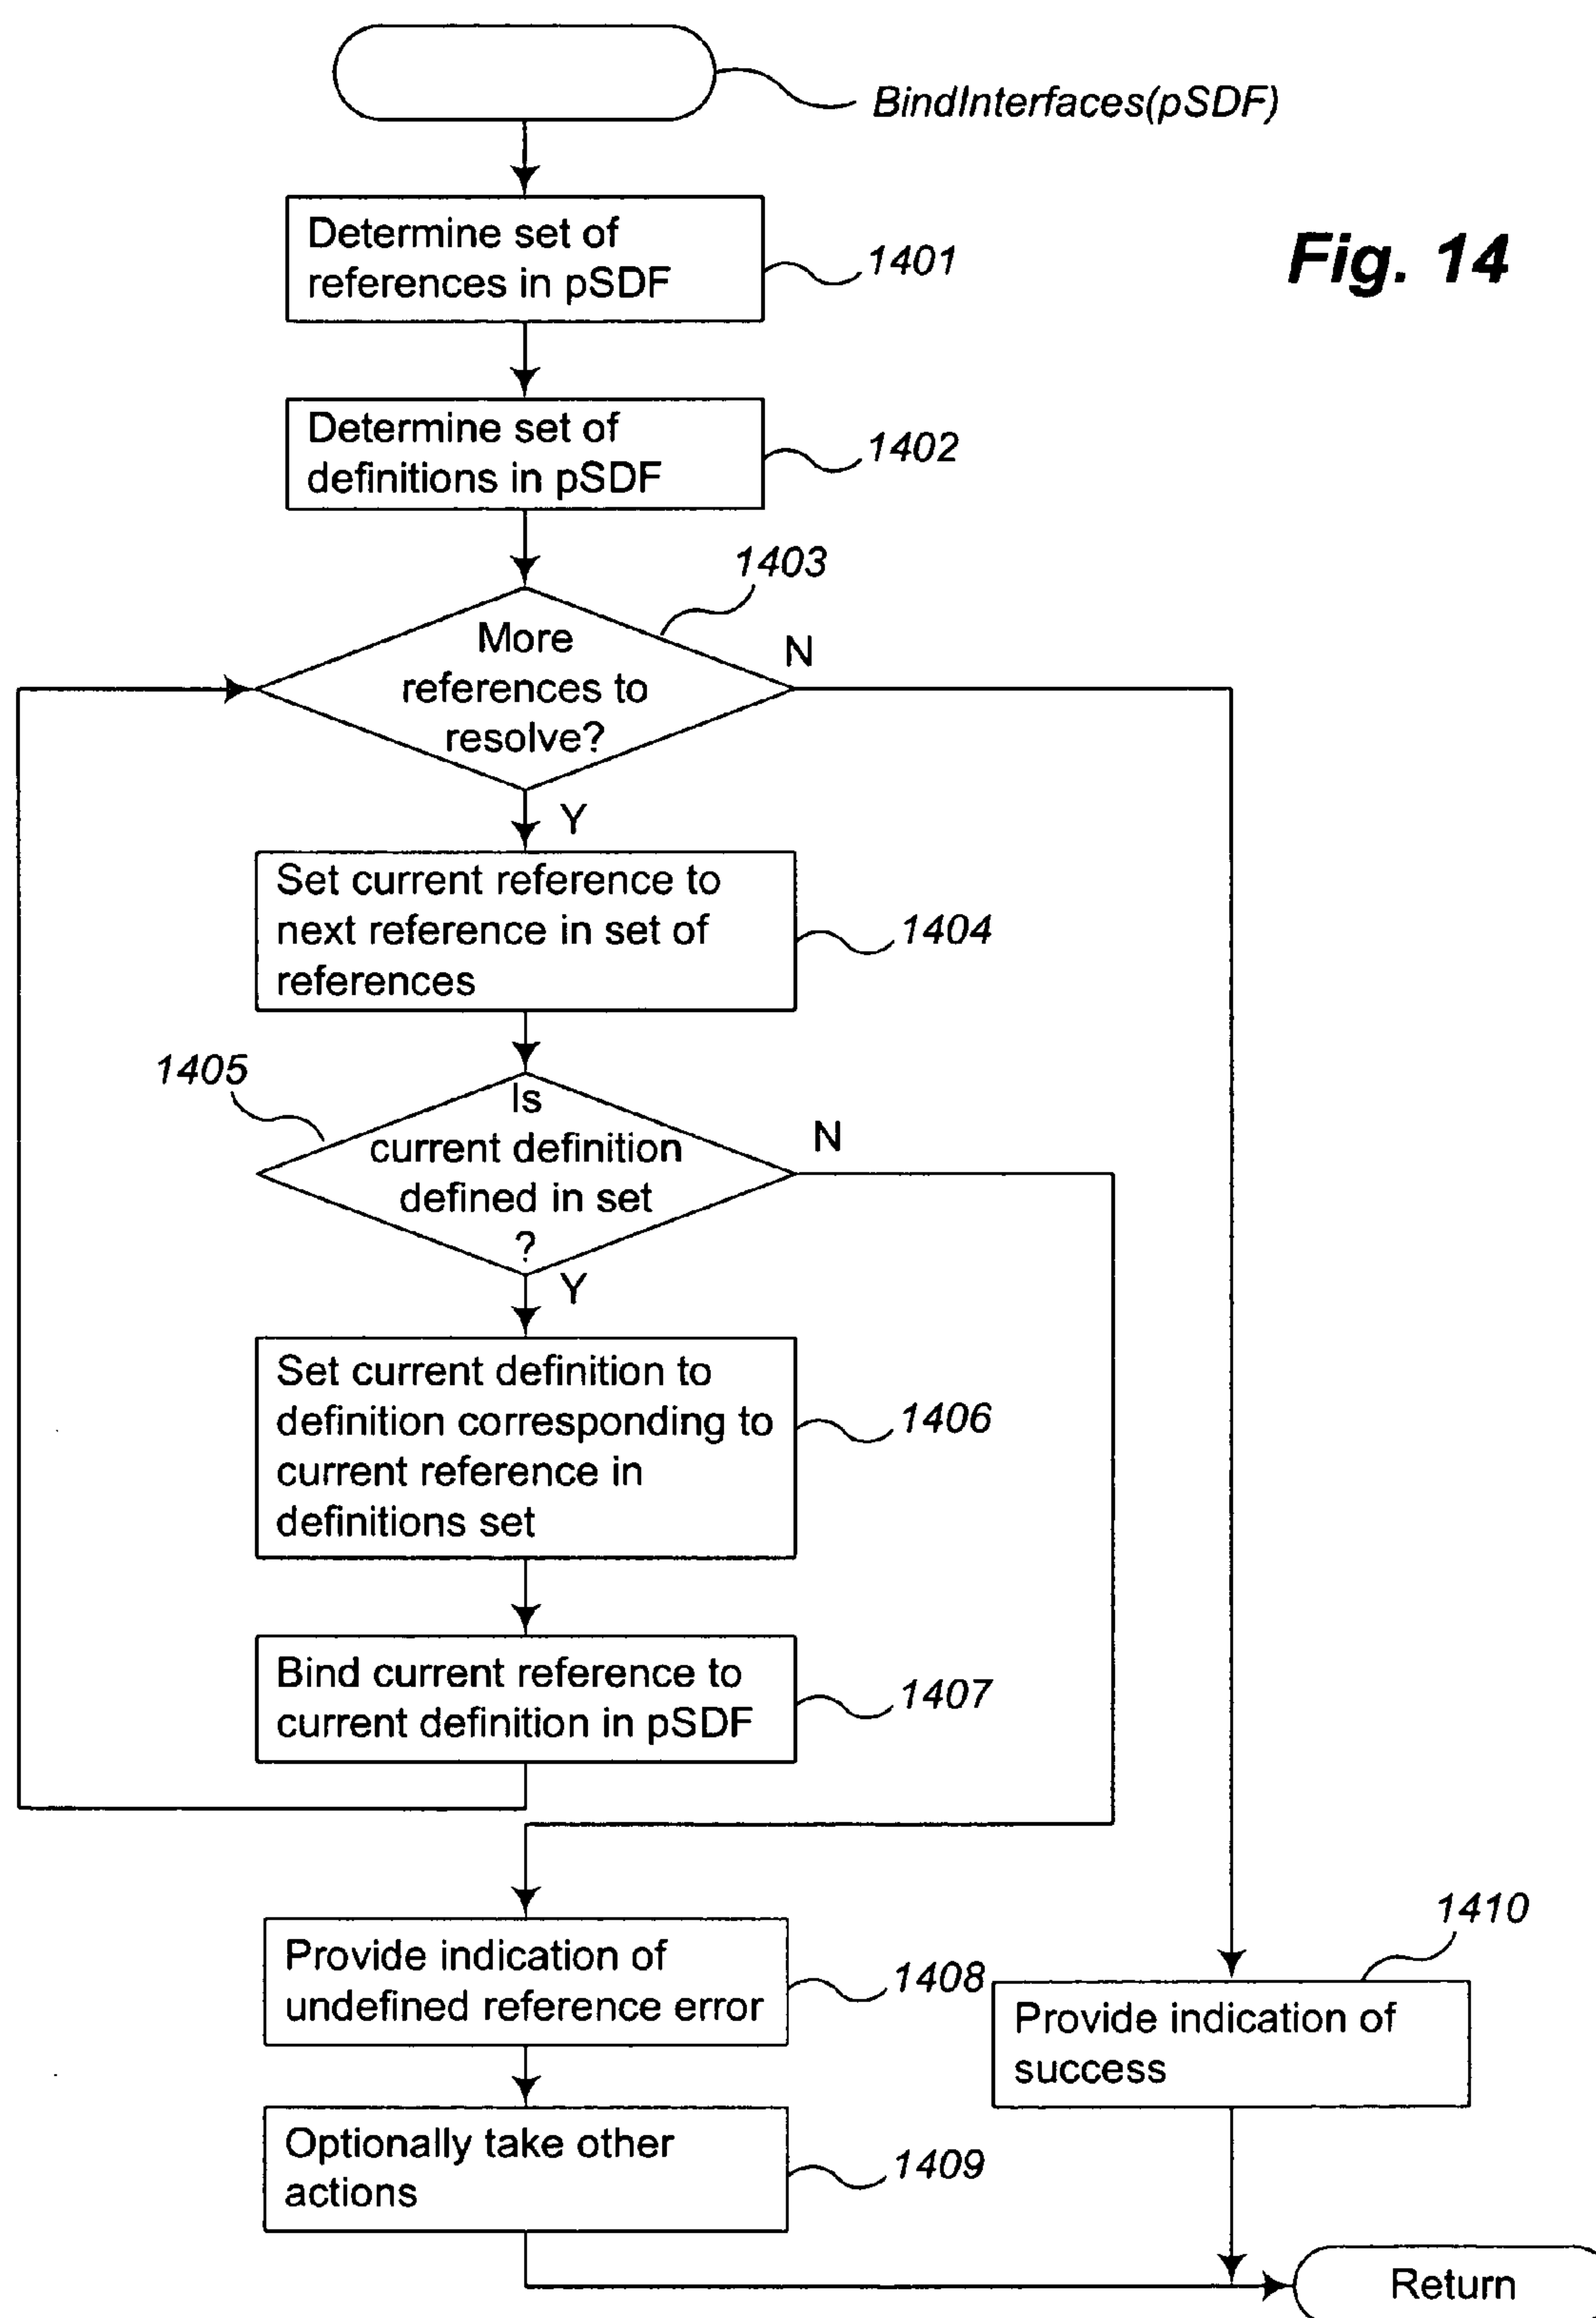 BindInterfaces(pSDF)
Fig. 14
Determine set of
references in pSDF
1401
Determine set of
definitions in pSDF
1402
1403
More
references to
resolve?
N
Y
Set current reference to
next reference in set of
references
1404
1405
Is
current definition
defined in set
?
N
Y
Set current definition to
definition corresponding to
current reference in
definitions set
1406
Bind current reference to
current definition in pSDF
1407
Provide indication of
undefined reference error
1408
1410
Provide indication of
success
Optionally take other
actions
1409
Return